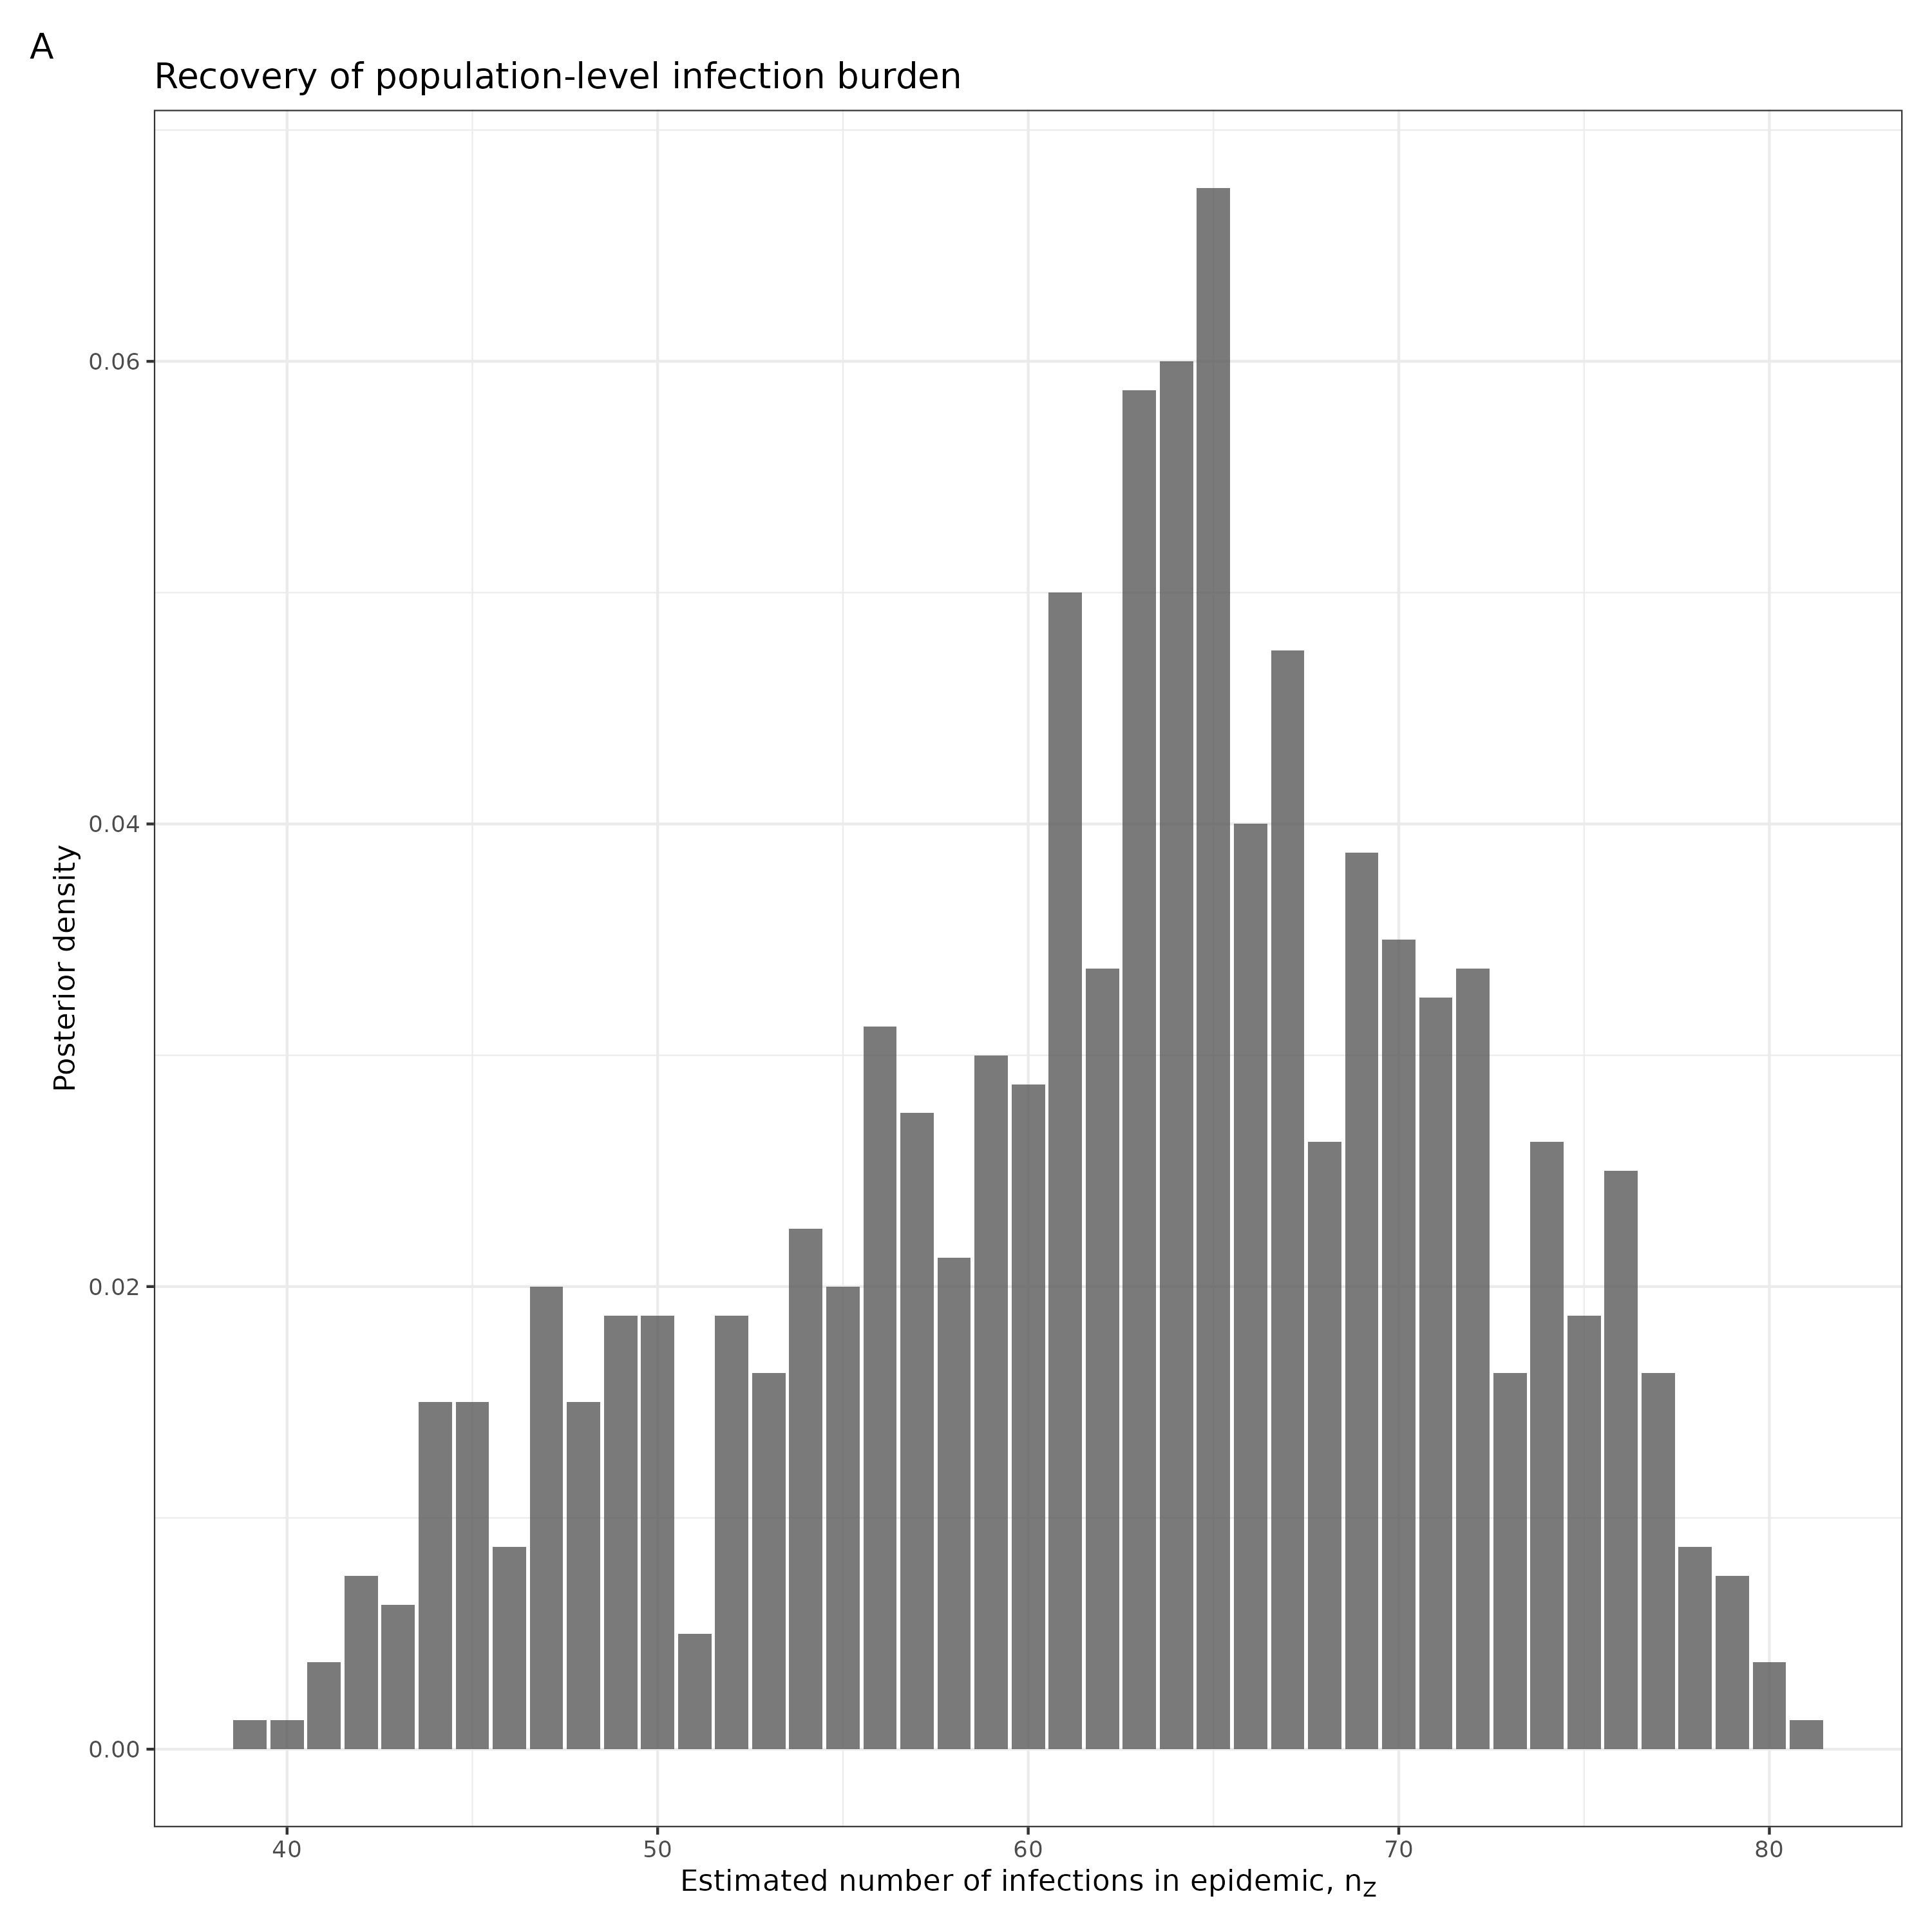 A
Recovery of population-level infection burden
0.06
0.04
0.02
0.00
Posterior density
40 50 60 70 80
Estimated number of infections in epidemic, nZ